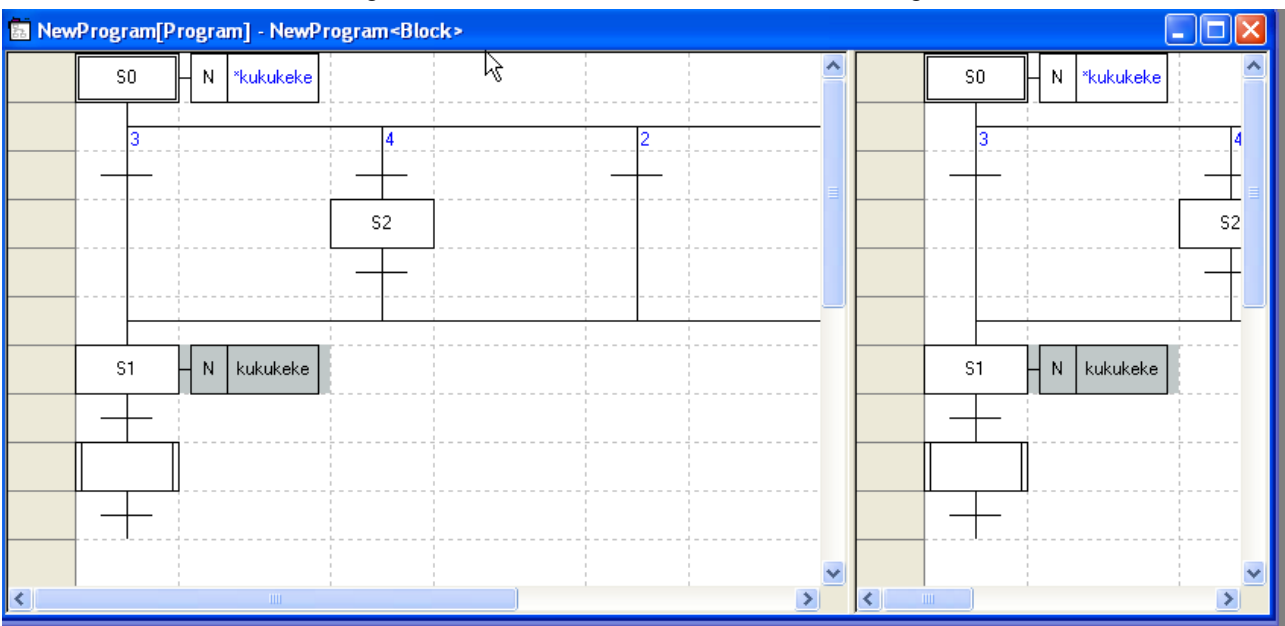 NewProgram[Program] - NewProgram<Block>
S0 N *kukukeke
3 4 2
S2
S1 N kukukeke
S0 N *kukukeke
3 4
S2
S1 N kukukeke